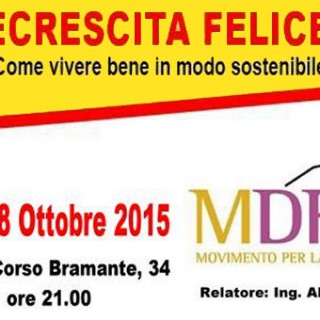 ECRESCITA FELICE
Come vivere bene in modo sostenibile
8 Ottobre 2015
Corso Bramante, 34
ore 21.00
MDF
MOVIMENTO PER LA
Relatore: Ing. Al